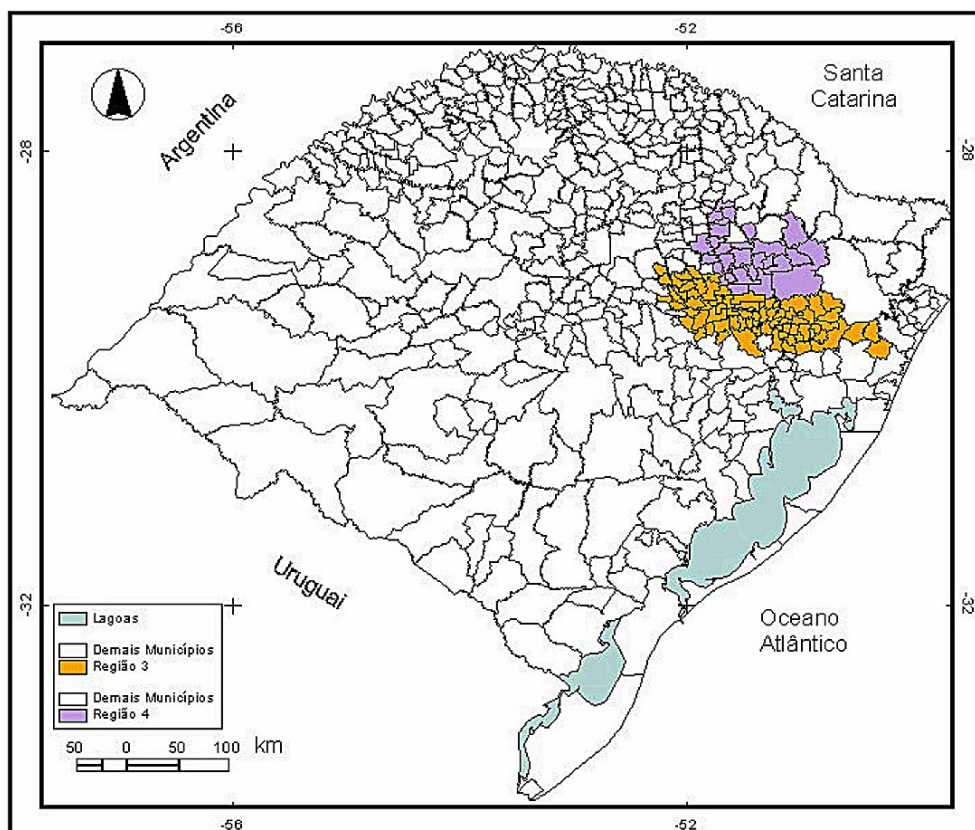 -56
-52
Santa
Catarina
Argentina
-28
-28
Uruguai
-32
-32
Oceano
Atlântico
Lagoas
Demais Municípios
Região 3
Demais Municípios
Região 4
50 0 50 100 km
-56
-52